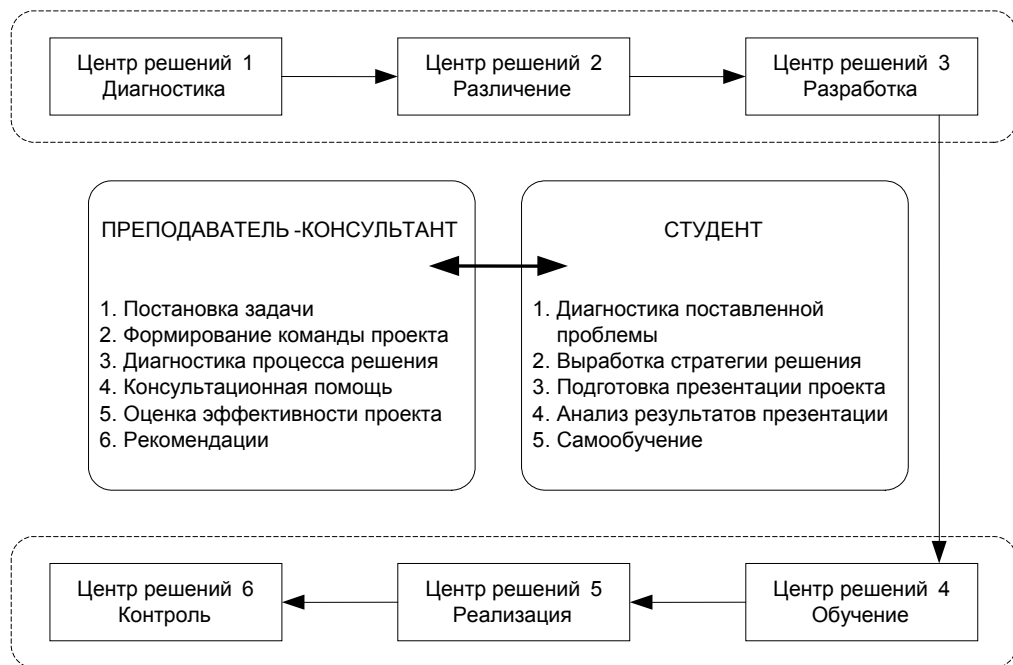 Центр решений 1
Диагностика
Центр решений 2
Различение
Центр решений 3
Разработка
ПРЕПОДАВАТЕЛЬ -КОНСУЛЬТАНТ
1. Постановка задачи
2. Формирование команды проекта
3. Диагностика процесса решения
4. Консультационная помощь
5. Оценка эффективности проекта
6. Рекомендации
СТУДЕНТ
1. Диагностика поставленной
проблемы
2. Выработка стратегии решения
3. Подготовка презентации проекта
4. Анализ результатов презентации
5. Самообучение
Центр решений 6
Контроль
Центр решений 5
Реализация
Центр решений 4
Обучение